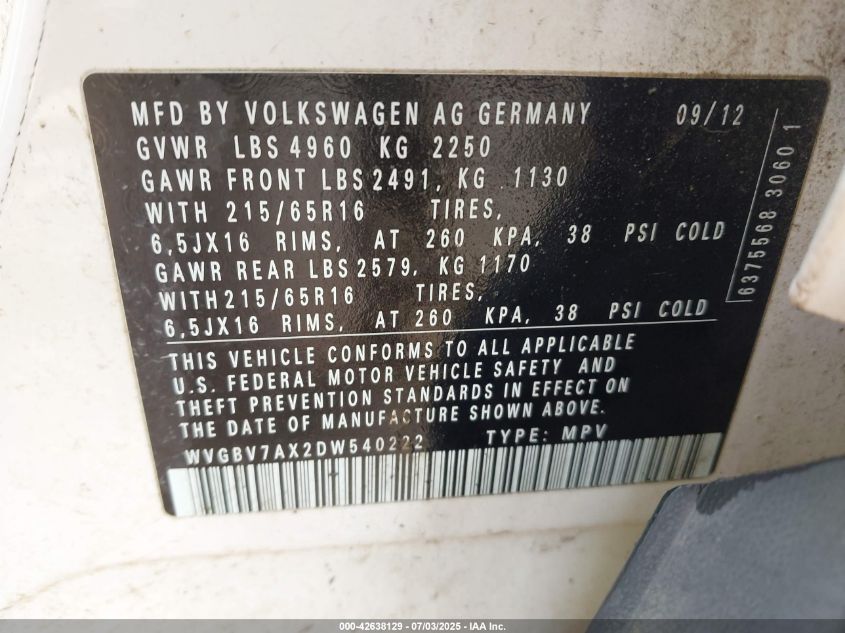 MFD BY VOLKSWAGEN AG GERMANY 09/12
GVWR LBS 4960 KG 2250
GAWR FRONT LBS 2491, KG 1130
WITH 215/65R16 TIRES,
6,5JX16 RIMS, AT 260 KPA, 38 PSI COLD
GAWR REAR LBS 2579, KG 1170
WITH 215/65R16 TIRES,
6,5JX16 RIMS, AT 260 KPA, 38 PSI COLD
6375568 3060 1
THIS VEHICLE CONFORMS TO ALL APPLICABLE
U.S. FEDERAL MOTOR VEHICLE SAFETY AND
THEFT PREVENTION STANDARDS IN EFFECT ON
THE DATE OF MANUFACTURE SHOWN ABOVE.
WVGBV7AX2DW540222 TYPE: MPV
000-42638129 - 07/03/2025 - IAA Inc.